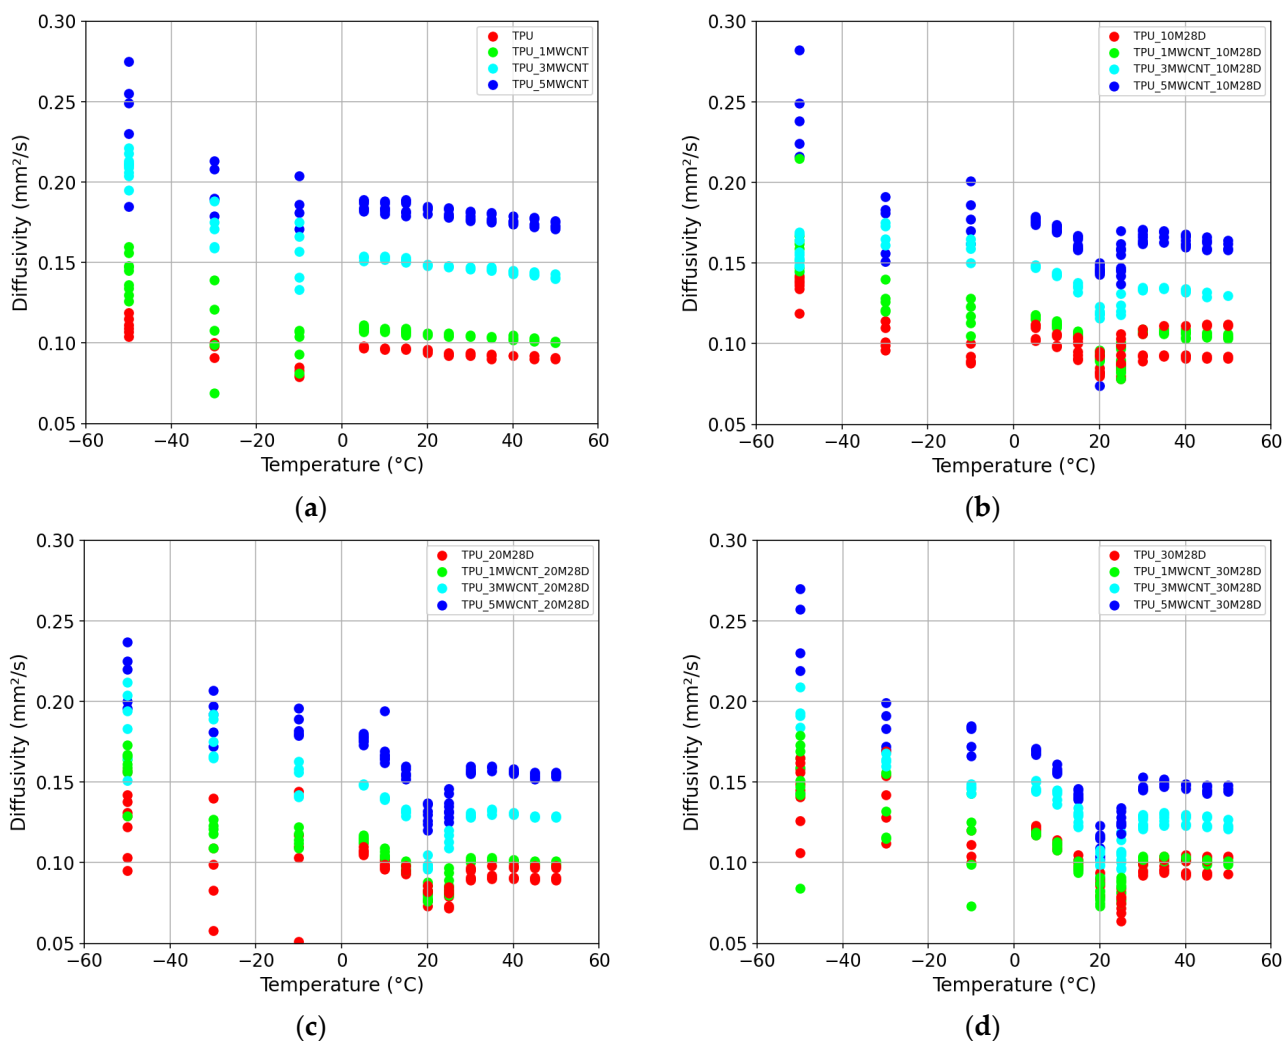 0.30
0.25
0.20
0.15
0.10
0.05
Diffusivity (mm²/s)
TPU
TPU_1MWCNT
TPU_3MWCNT
TPU_5MWCNT
−60 −40 −20 0 20 40 60
Temperature (°C)
(a)
0.30
0.25
0.20
0.15
0.10
0.05
Diffusivity (mm²/s)
TPU_10M28D
TPU_1MWCNT_10M28D
TPU_3MWCNT_10M28D
TPU_5MWCNT_10M28D
−60 −40 −20 0 20 40 60
Temperature (°C)
(b)
0.30
0.25
0.20
0.15
0.10
0.05
Diffusivity (mm²/s)
TPU_20M28D
TPU_1MWCNT_20M28D
TPU_3MWCNT_20M28D
TPU_5MWCNT_20M28D
−60 −40 −20 0 20 40 60
Temperature (°C)
(c)
0.30
0.25
0.20
0.15
0.10
0.05
Diffusivity (mm²/s)
TPU_30M28D
TPU_1MWCNT_30M28D
TPU_3MWCNT_30M28D
TPU_5MWCNT_30M28D
−60 −40 −20 0 20 40 60
Temperature (°C)
(d)